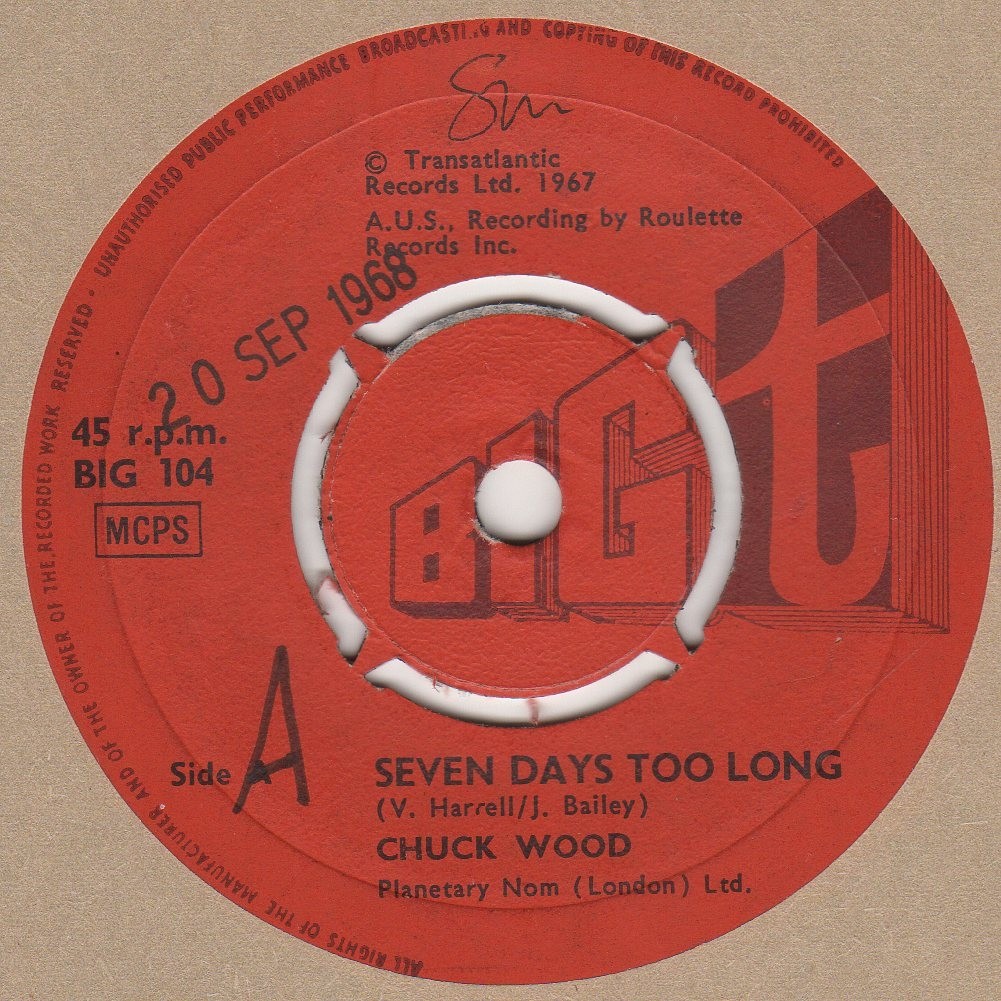 UNAUTHORISED PUBLIC PERFORMANCE BROADCASTING AND COPYING OF THIS RECORD PROHIBITED
ALL RIGHTS OF THE MANUFACTURER AND OF THE OWNER OF THE RECORDED WORK RESERVED ·
© Transatlantic
Records Ltd. 1967
A.U.S., Recording by Roulette
Records Inc.
20 SEP 1968
45 r.p.m.
BIG 104
MCPS
BIG t
Side A
A
SEVEN DAYS TOO LONG
(V. Harrell/J. Bailey)
CHUCK WOOD
Planetary Nom (London) Ltd.